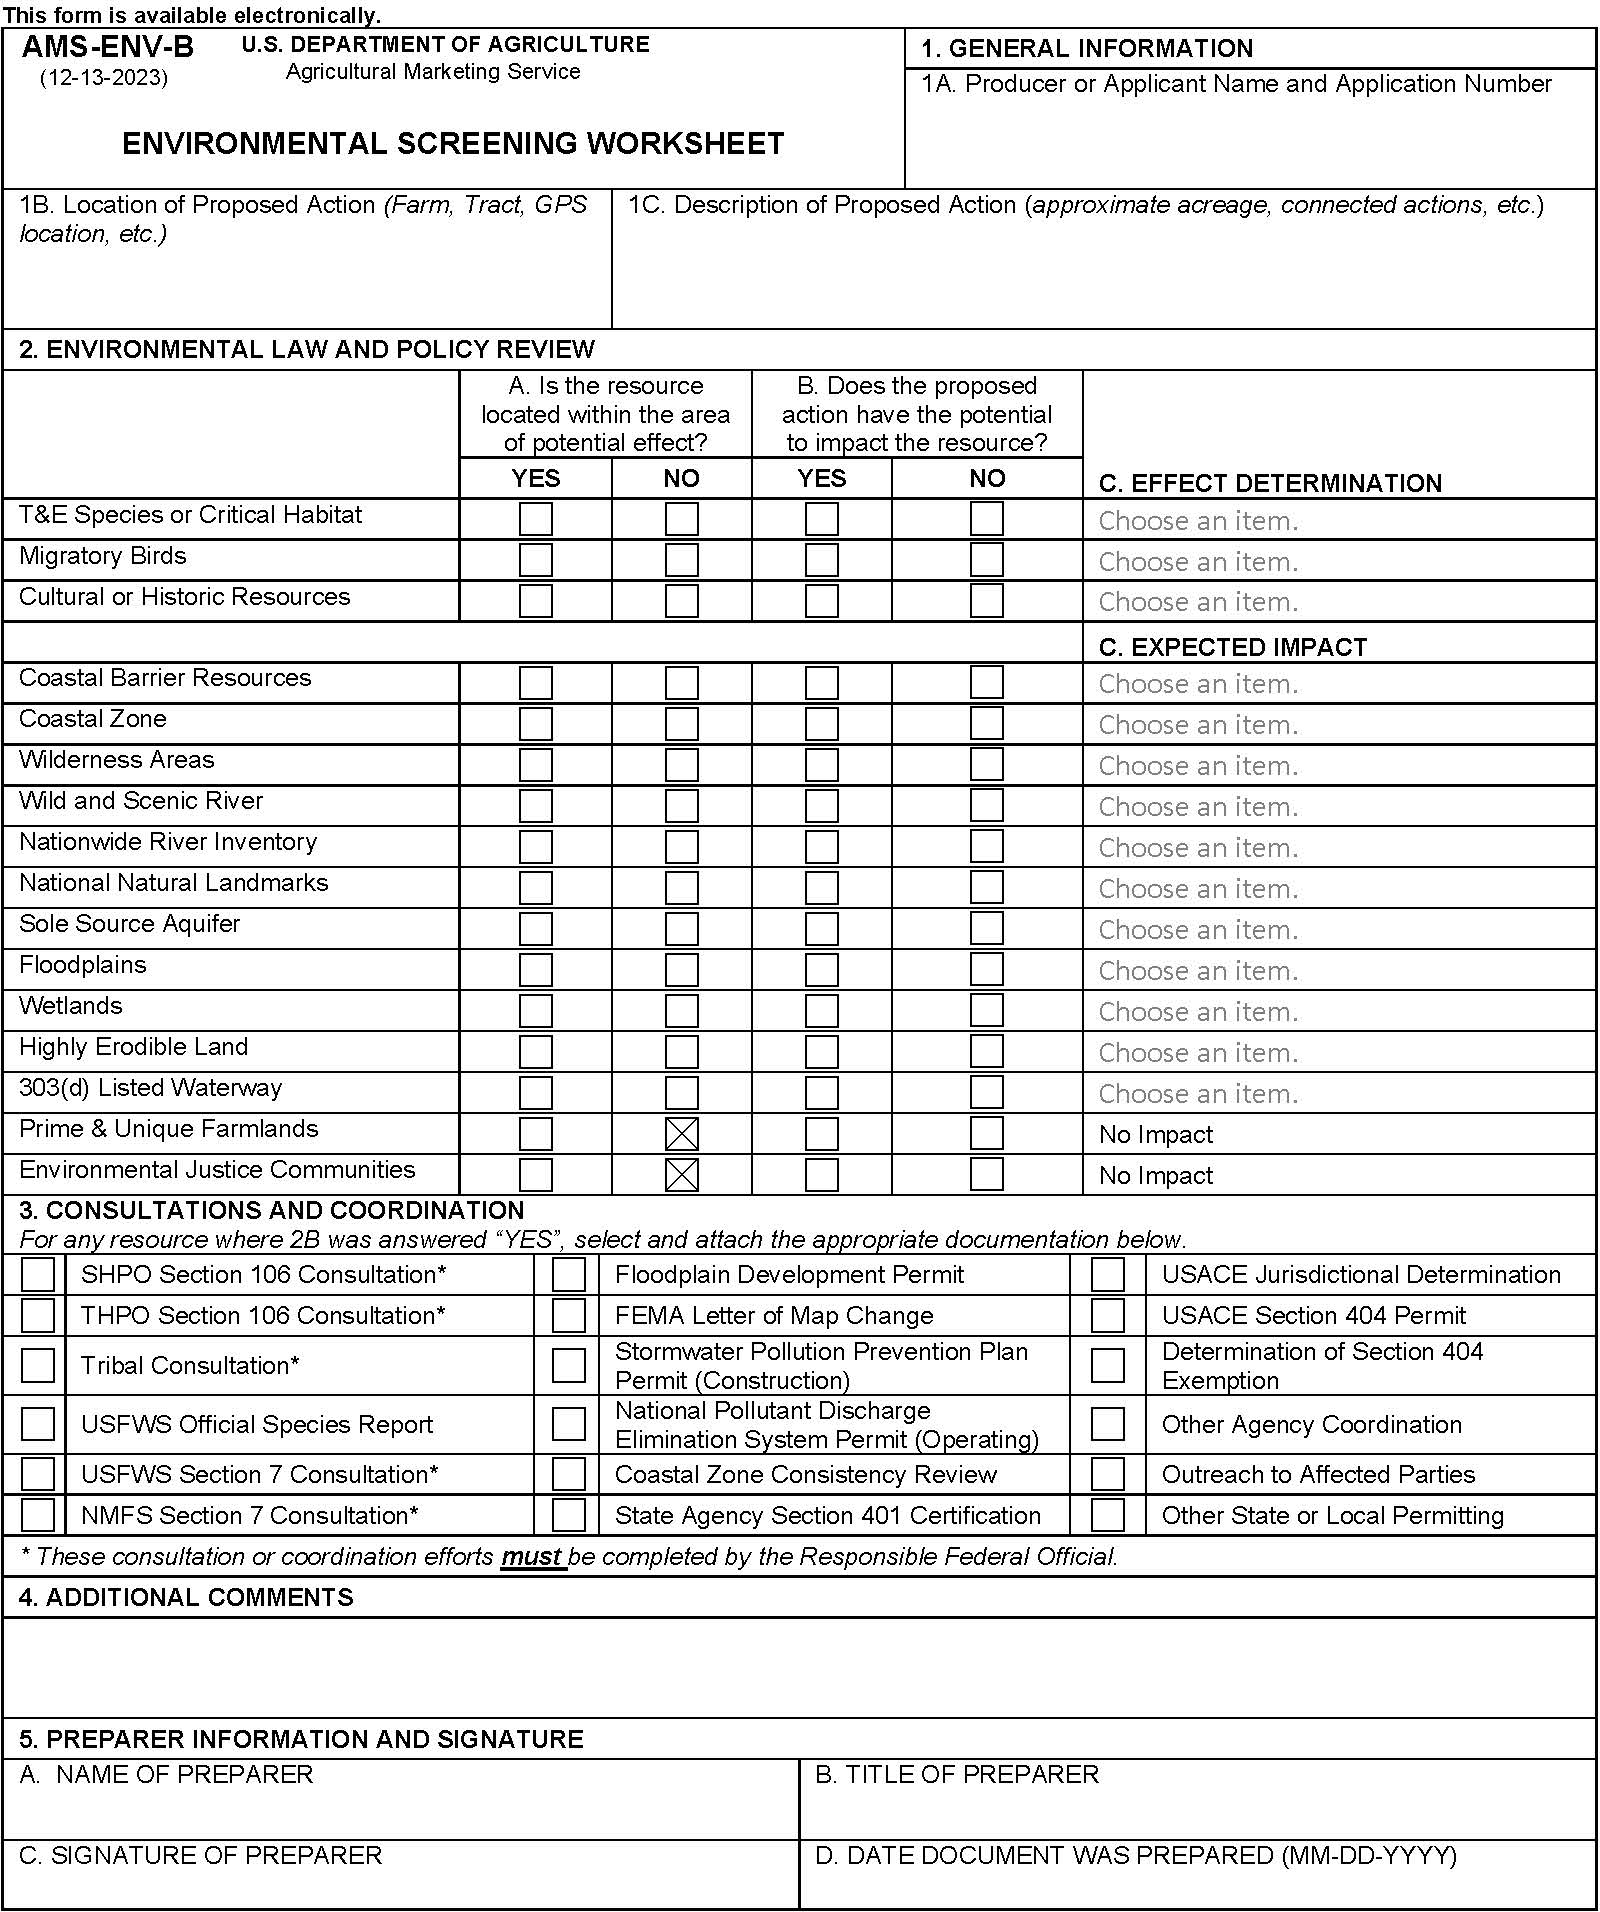 This form is available electronically.
AMS-ENV-B U.S. DEPARTMENT OF AGRICULTURE
(12-13-2023) Agricultural Marketing Service
ENVIRONMENTAL SCREENING WORKSHEET
1. GENERAL INFORMATION
1A. Producer or Applicant Name and Application Number
1B. Location of Proposed Action (Farm, Tract, GPS
location, etc.)
1C. Description of Proposed Action (approximate acreage, connected actions, etc.)
2. ENVIRONMENTAL LAW AND POLICY REVIEW
A. Is the resource
located within the area
of potential effect?
B. Does the proposed
action have the potential
to impact the resource?
YES NO YES NO C. EFFECT DETERMINATION
T&E Species or Critical Habitat Choose an item.
Migratory Birds Choose an item.
Cultural or Historic Resources Choose an item.
C. EXPECTED IMPACT
Coastal Barrier Resources Choose an item.
Coastal Zone Choose an item.
Wilderness Areas Choose an item.
Wild and Scenic River Choose an item.
Nationwide River Inventory Choose an item.
National Natural Landmarks Choose an item.
Sole Source Aquifer Choose an item.
Floodplains Choose an item.
Wetlands Choose an item.
Highly Erodible Land Choose an item.
303(d) Listed Waterway Choose an item.
Prime & Unique Farmlands No Impact
Environmental Justice Communities No Impact
3. CONSULTATIONS AND COORDINATION
For any resource where 2B was answered “YES”, select and attach the appropriate documentation below.
SHPO Section 106 Consultation* Floodplain Development Permit USACE Jurisdictional Determination
THPO Section 106 Consultation* FEMA Letter of Map Change USACE Section 404 Permit
Tribal Consultation*
Stormwater Pollution Prevention Plan
Permit (Construction)
Determination of Section 404
Exemption
USFWS Official Species Report
National Pollutant Discharge
Elimination System Permit (Operating)
Other Agency Coordination
USFWS Section 7 Consultation* Coastal Zone Consistency Review Outreach to Affected Parties
NMFS Section 7 Consultation* State Agency Section 401 Certification Other State or Local Permitting
* These consultation or coordination efforts must be completed by the Responsible Federal Official.
4. ADDITIONAL COMMENTS
5. PREPARER INFORMATION AND SIGNATURE
A. NAME OF PREPARER B. TITLE OF PREPARER
C. SIGNATURE OF PREPARER D. DATE DOCUMENT WAS PREPARED (MM-DD-YYYY)